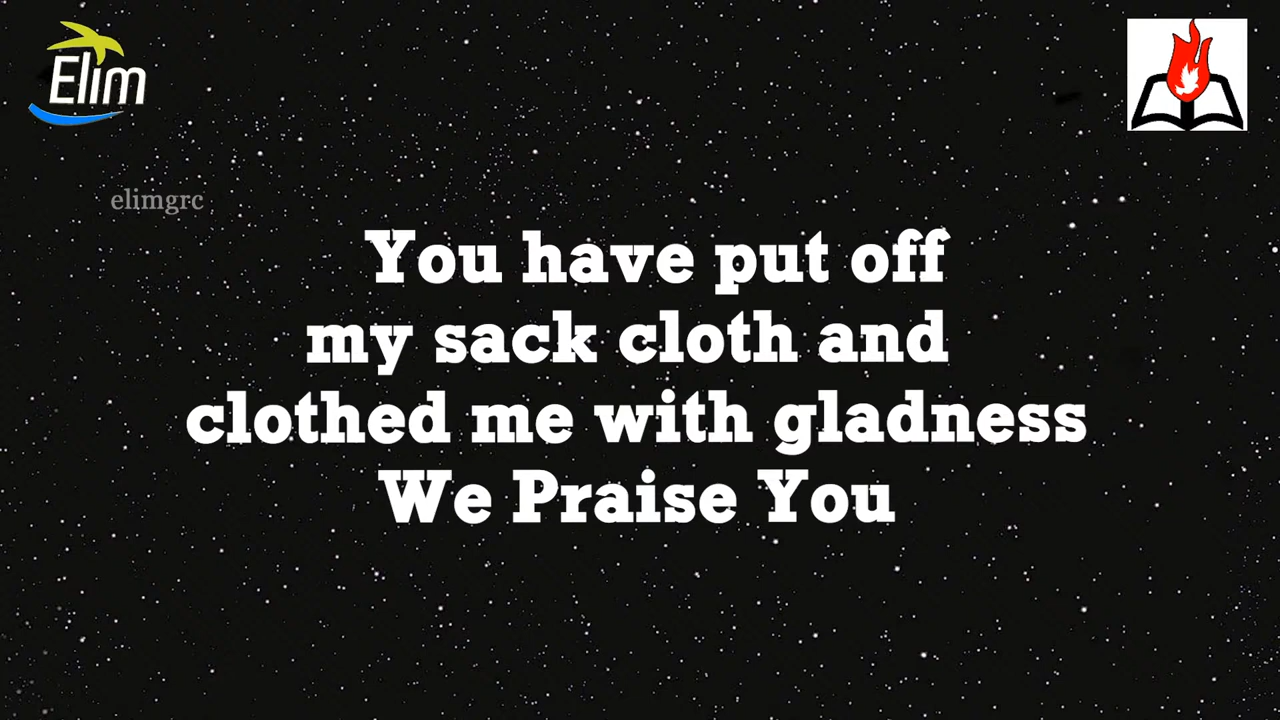 Elim
elimgrc
You have put off
my sack cloth and
clothed me with gladness
We Praise You